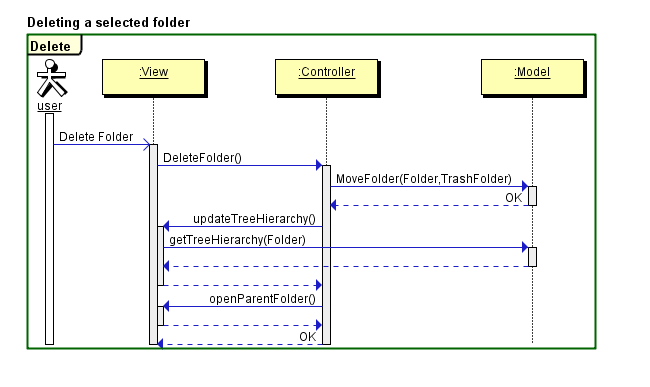 Deleting a selected folder
Delete
:View
:Controller
:Model
user
Delete Folder
DeleteFolder()
MoveFolder(Folder,TrashFolder)
OK
updateTreeHierarchy()
getTreeHierarchy(Folder)
openParentFolder()
OK